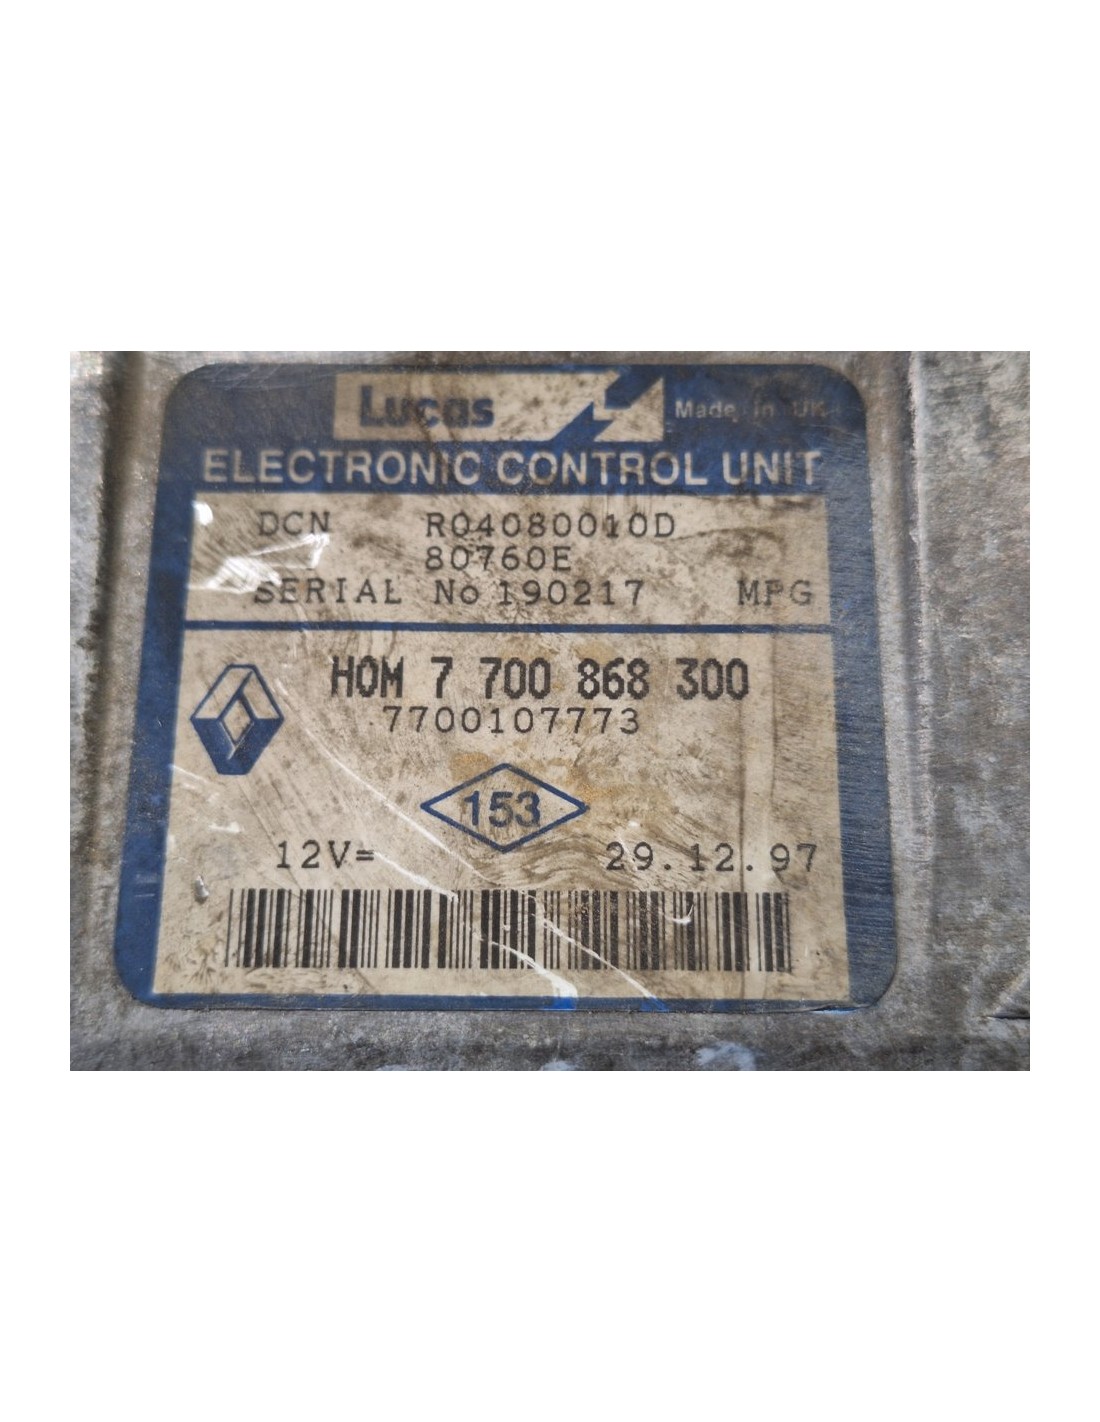 Lucas Made in UK
ELECTRONIC CONTROL UNIT
DCN R04080010D
80760E
SERIAL No 190217 MPG
HOM 7 700 868 300
7700107773
153
12V= 29.12.97